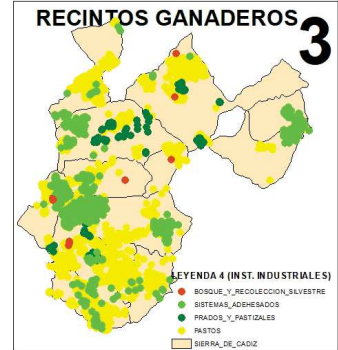 RECINTOS GANADEROS 3
LEYENDA 4 (INST. INDUSTRIALES)
BOSQUE_Y_RECOLECCION_SILVESTRE
SISTEMAS_ADEHESADOS
PRADOS_Y_PASTIZALES
PASTOS
SIERRA_DE_CADIZ